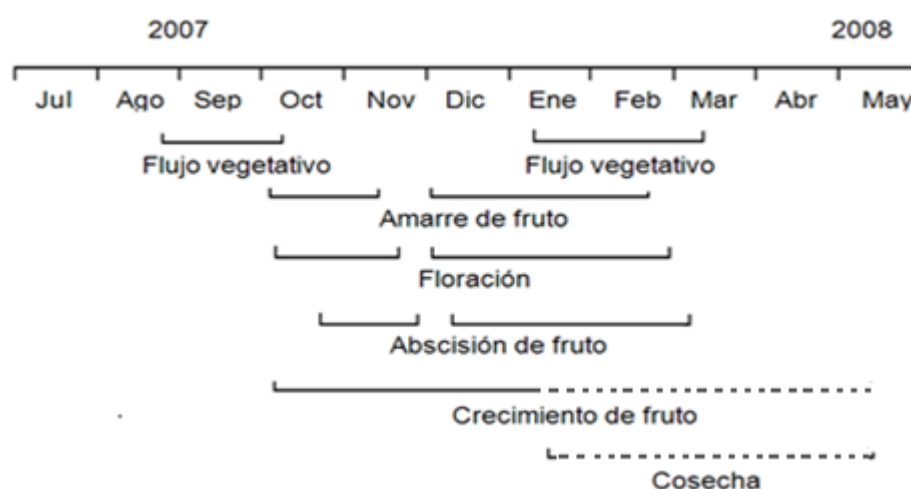 2007 2008
Jul Ago Sep Oct Nov Dic Ene Feb Mar Abr May
Flujo vegetativo Flujo vegetativo
Amarre de fruto
Floración
Abscisión de fruto
Crecimiento de fruto
Cosecha